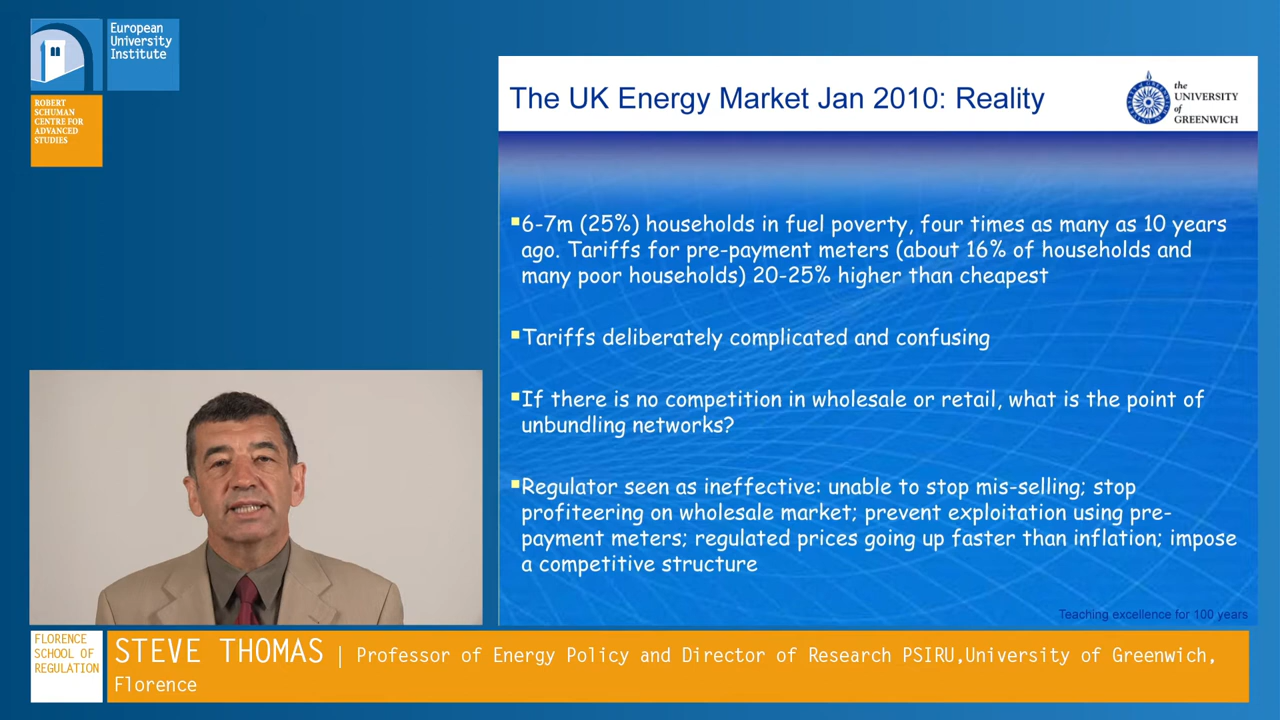 European
University
Institute
ROBERT
SCHUMAN
CENTRE FOR
ADVANCED
STUDIES
The UK Energy Market Jan 2010: Reality
the
UNIVERSITY
of
GREENWICH
6-7m (25%) households in fuel poverty, four times as many as 10 years
ago. Tariffs for pre-payment meters (about 16% of households and
many poor households) 20-25% higher than cheapest
Tariffs deliberately complicated and confusing
If there is no competition in wholesale or retail, what is the point of
unbundling networks?
Regulator seen as ineffective: unable to stop mis-selling; stop
profiteering on wholesale market; prevent exploitation using pre-
payment meters; regulated prices going up faster than inflation; impose
a competitive structure
Teaching excellence for 100 years
FLORENCE
SCHOOL OF
REGULATION
STEVE THOMAS | Professor of Energy Policy and Director of Research PSIRU,University of Greenwich,
Florence